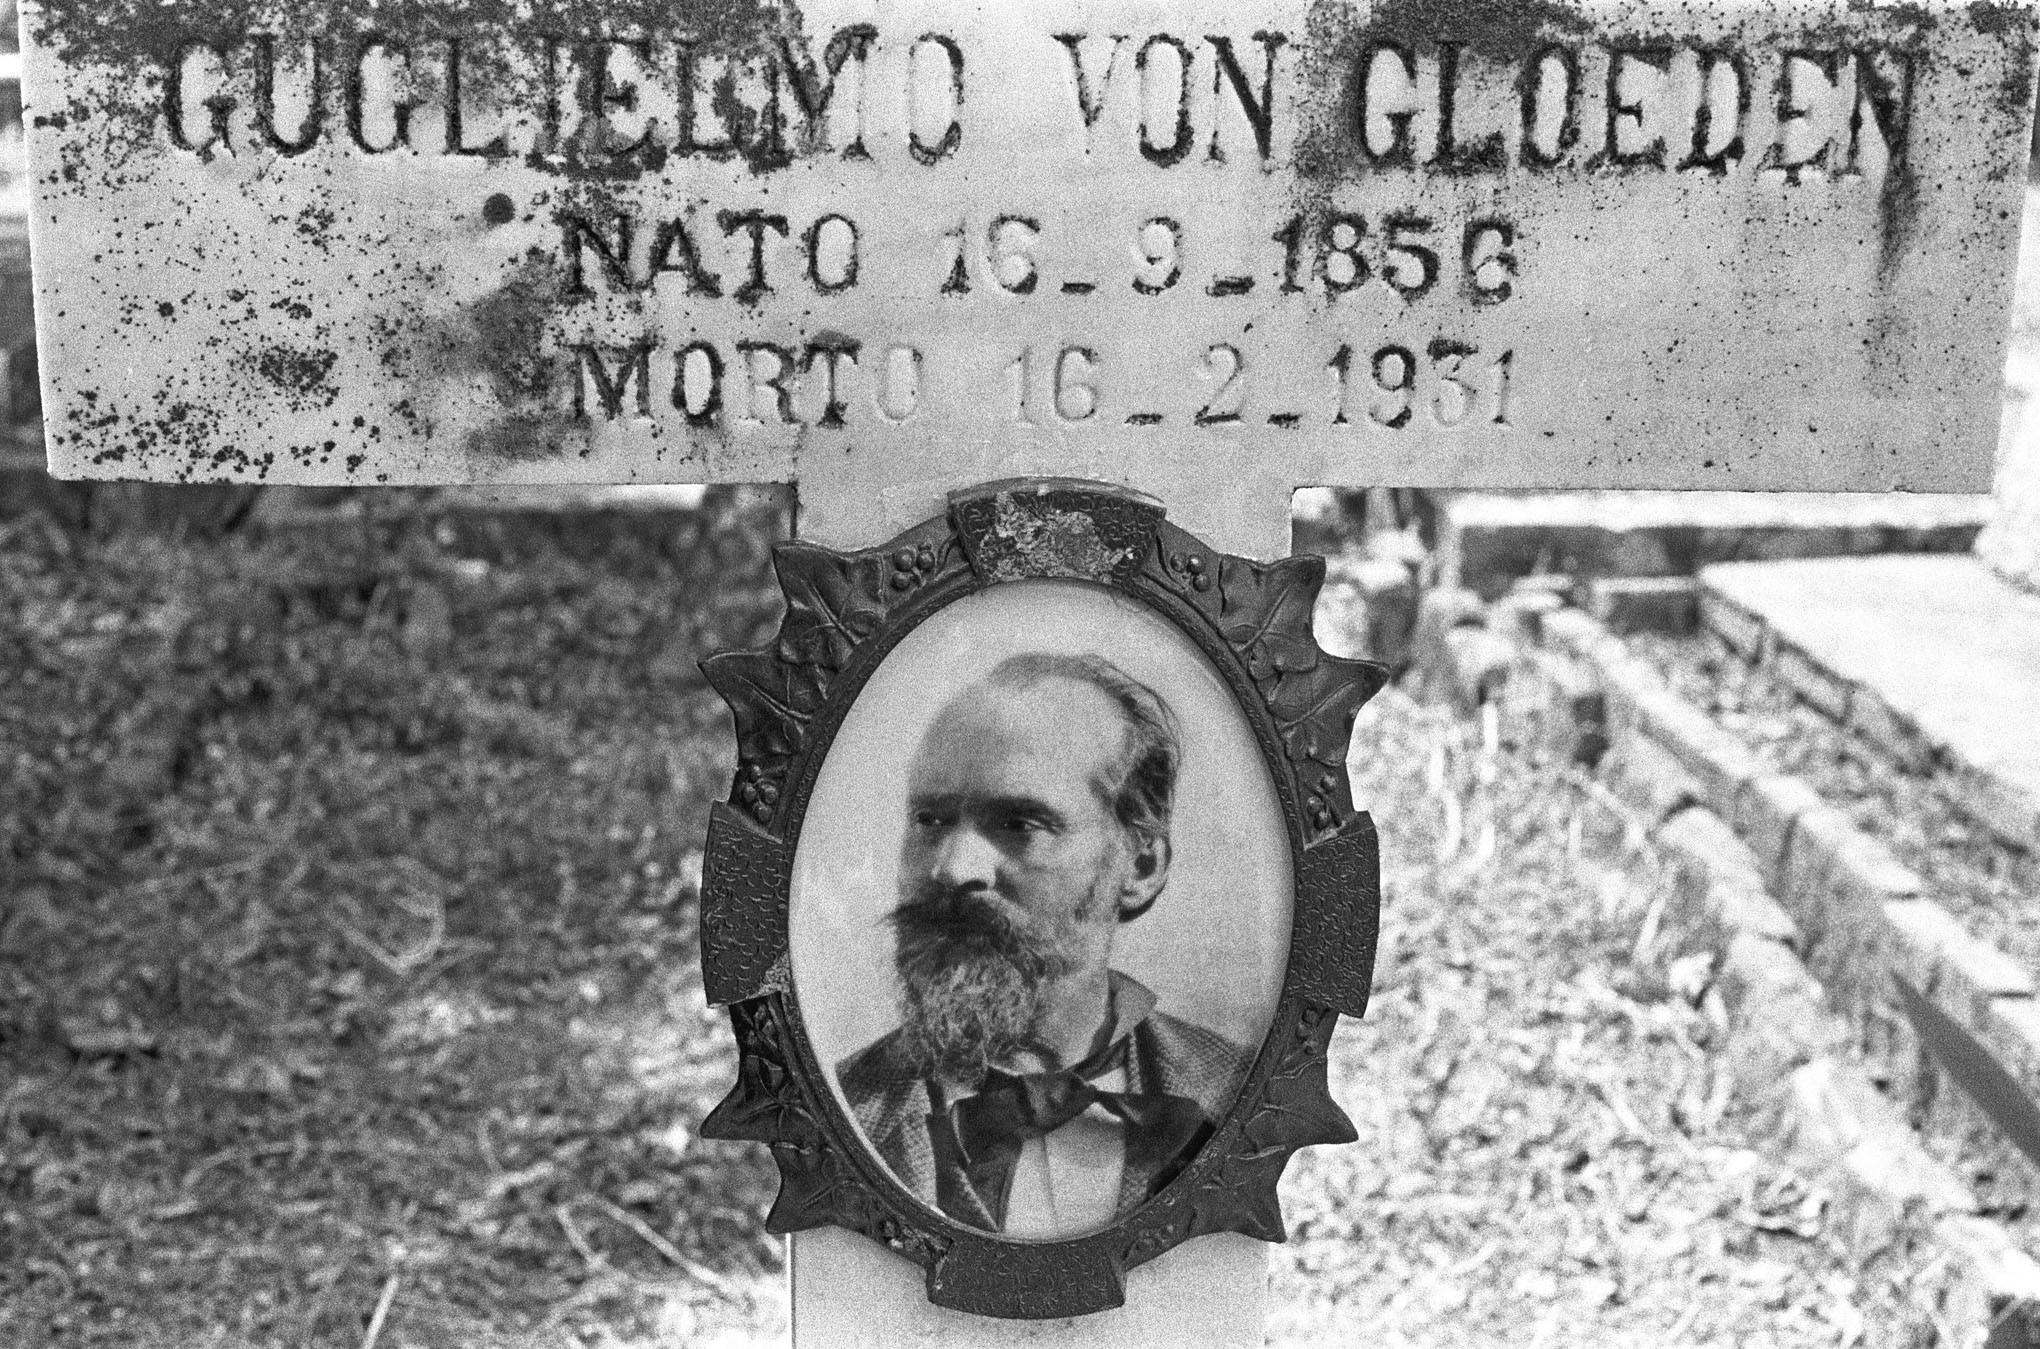 GUGLIELMO VON GLOEDEN
NATO 16_9_1856
MORTO 16_2_1931